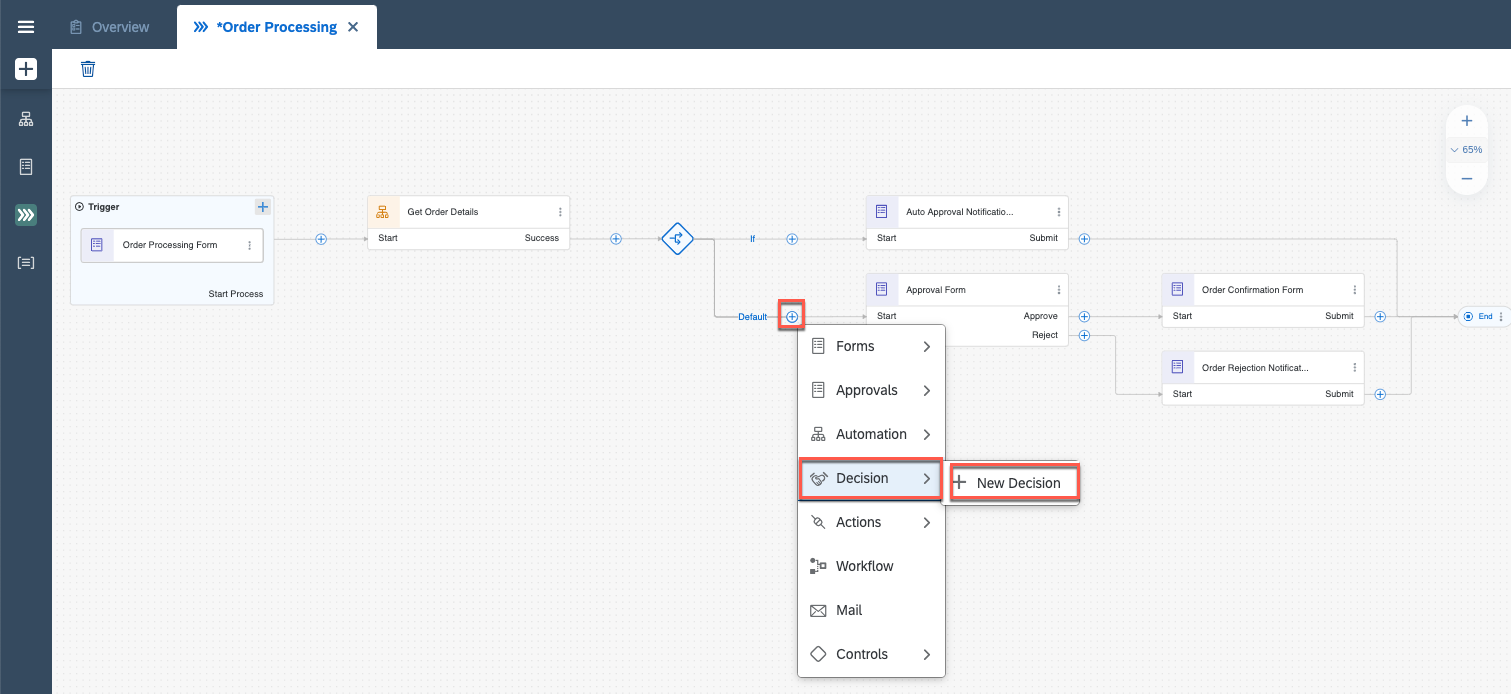 Overview
*Order Processing
65%
Trigger
Order Processing Form
Start Process
Get Order Details
Start Success
If
Default
Auto Approval Notificatio...
Start Submit
Approval Form
Start Approve
Reject
Order Confirmation Form
Start Submit
Order Rejection Notificat...
Start Submit
End
Forms
Approvals
Automation
Decision
New Decision
Actions
Workflow
Mail
Controls